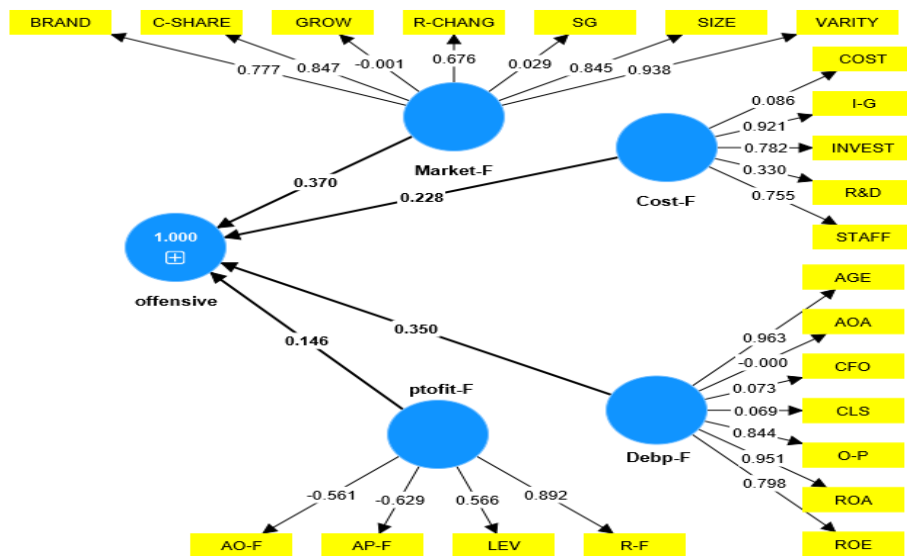 BRAND C-SHARE GROW R-CHANG SG SIZE VARITY
COST
0.777 0.847 -0.001 0.676 0.029 0.845 0.938
0.086
I-G
0.921
INVEST
0.782
Market-F
0.370
Cost-F
0.228
0.330
R&D
0.755
STAFF
1.000
offensive
AGE
0.963
AOA
-0.000
0.350
0.146
CFO
0.073
ptofit-F
CLS
0.069
0.844
O-P
Debp-F
0.951
ROA
0.798
ROE
-0.561 -0.629 0.566 0.892
AO-F AP-F LEV R-F